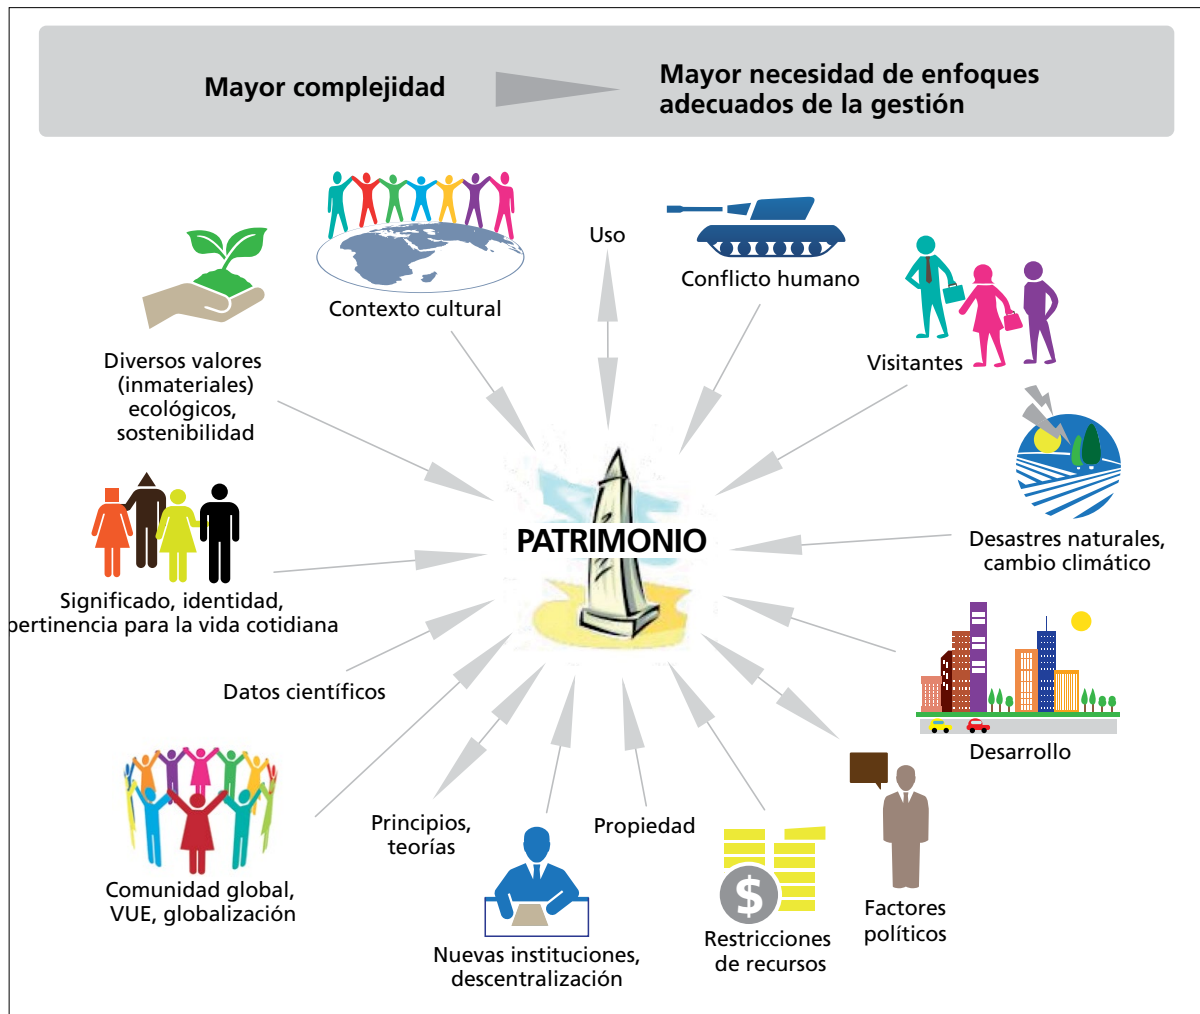 Mayor complejidad
Mayor necesidad de enfoques
adecuados de la gestión
Contexto cultural
Uso
Conflicto humano
Visitantes
Diversos valores
(inmateriales)
ecológicos,
sostenibilidad
PATRIMONIO
Desastres naturales,
cambio climático
Significado, identidad,
pertinencia para la vida cotidiana
Datos científicos
Desarrollo
Comunidad global,
VUE, globalización
Principios,
teorías
Propiedad
$
Nuevas instituciones,
descentralización
Restricciones
de recursos
Factores
políticos